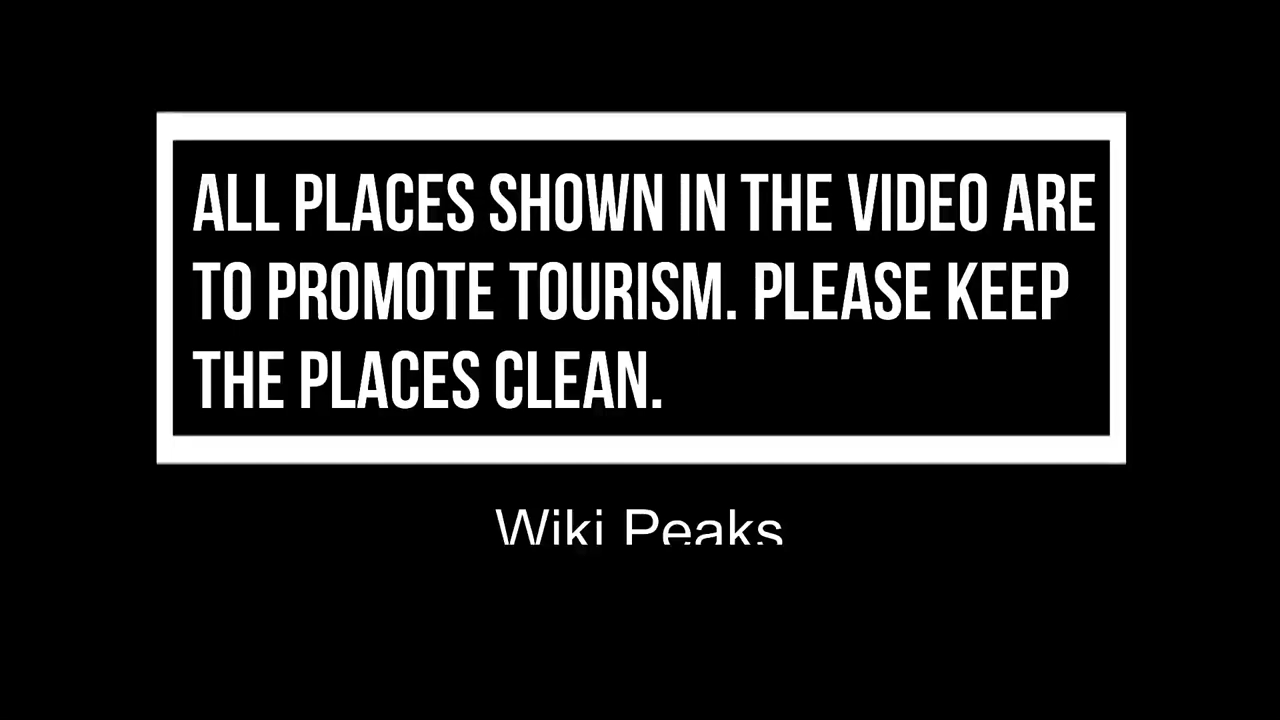 ALL PLACES SHOWN IN THE VIDEO ARE
TO PROMOTE TOURISM. PLEASE KEEP
THE PLACES CLEAN.
Wiki Peaks